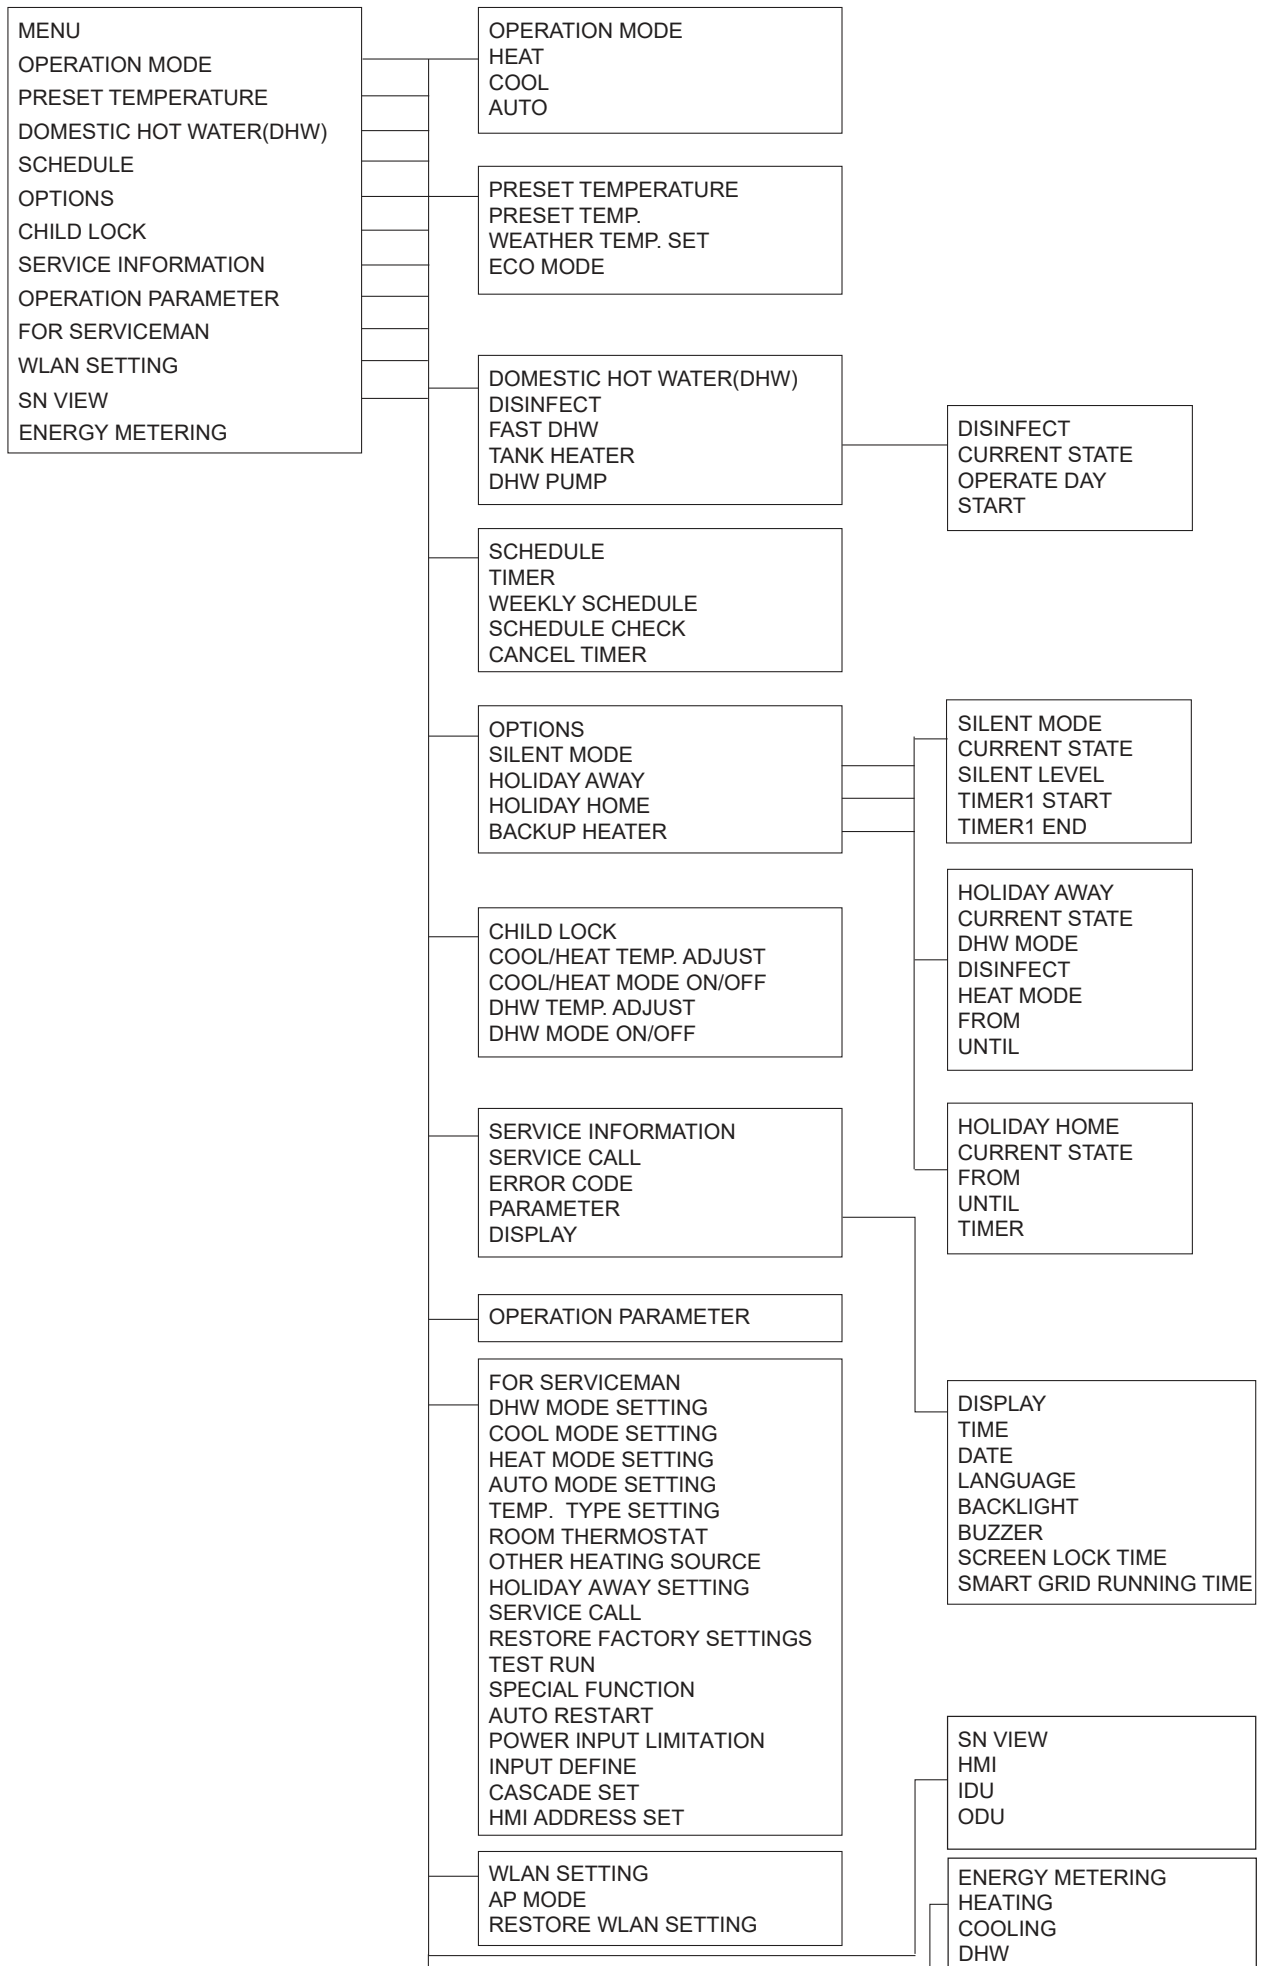 MENU
OPERATION MODE
PRESET TEMPERATURE
DOMESTIC HOT WATER(DHW)
SCHEDULE
OPTIONS
CHILD LOCK
SERVICE INFORMATION
OPERATION PARAMETER
FOR SERVICEMAN
WLAN SETTING
SN VIEW
ENERGY METERING
OPERATION MODE
HEAT
COOL
AUTO
PRESET TEMPERATURE
PRESET TEMP.
WEATHER TEMP. SET
ECO MODE
DOMESTIC HOT WATER(DHW)
DISINFECT
FAST DHW
TANK HEATER
DHW PUMP
DISINFECT
CURRENT STATE
OPERATE DAY
START
SCHEDULE
TIMER
WEEKLY SCHEDULE
SCHEDULE CHECK
CANCEL TIMER
OPTIONS
SILENT MODE
HOLIDAY AWAY
HOLIDAY HOME
BACKUP HEATER
SILENT MODE
CURRENT STATE
SILENT LEVEL
TIMER1 START
TIMER1 END
HOLIDAY AWAY
CURRENT STATE
DHW MODE
DISINFECT
HEAT MODE
FROM
UNTIL
HOLIDAY HOME
CURRENT STATE
FROM
UNTIL
TIMER
CHILD LOCK
COOL/HEAT TEMP. ADJUST
COOL/HEAT MODE ON/OFF
DHW TEMP. ADJUST
DHW MODE ON/OFF
SERVICE INFORMATION
SERVICE CALL
ERROR CODE
PARAMETER
DISPLAY
DISPLAY
TIME
DATE
LANGUAGE
BACKLIGHT
BUZZER
SCREEN LOCK TIME
SMART GRID RUNNING TIME
OPERATION PARAMETER
FOR SERVICEMAN
DHW MODE SETTING
COOL MODE SETTING
HEAT MODE SETTING
AUTO MODE SETTING
TEMP.  TYPE SETTING
ROOM THERMOSTAT
OTHER HEATING SOURCE
HOLIDAY AWAY SETTING
SERVICE CALL
RESTORE FACTORY SETTINGS
TEST RUN
SPECIAL FUNCTION
AUTO RESTART
POWER INPUT LIMITATION
INPUT DEFINE
CASCADE SET
HMI ADDRESS SET
WLAN SETTING
AP MODE
RESTORE WLAN SETTING
SN VIEW
HMI
IDU
ODU
ENERGY METERING
HEATING
COOLING
DHW